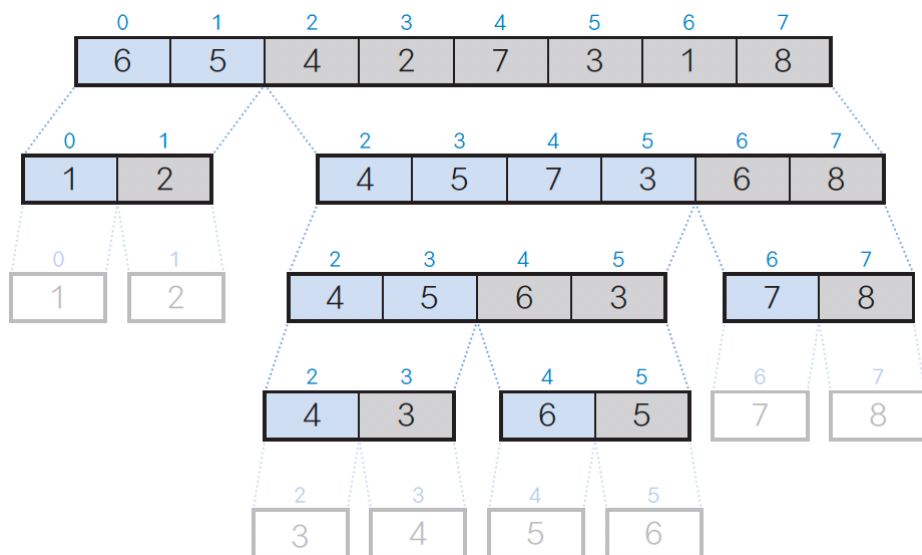 0 1 2 3 4 5 6 7
6 5 4 2 7 3 1 8
0 1 2 3 4 5 6 7
1 2 4 5 7 3 6 8
0 1 2 3 4 5 6 7
1 2 4 5 6 3 7 8
2 3 4 5 6 7
4 3 6 5 7 8
2 3 4 5
3 4 5 6